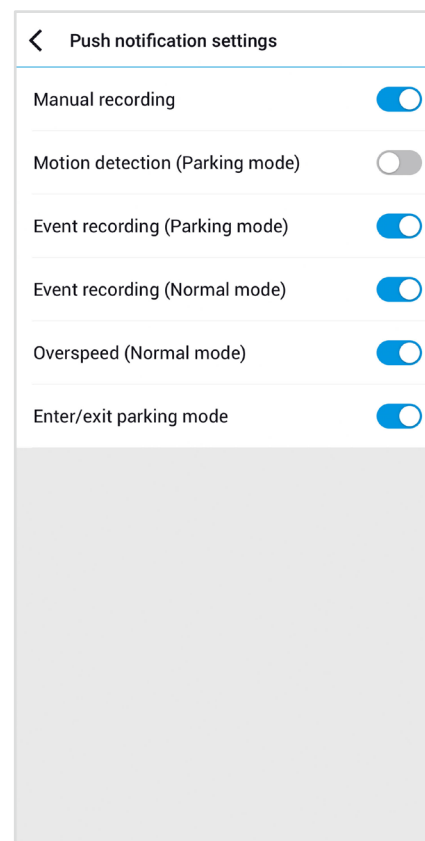 Push notification settings
Manual recording
Motion detection (Parking mode)
Event recording (Parking mode)
Event recording (Normal mode)
Overspeed (Normal mode)
Enter/exit parking mode